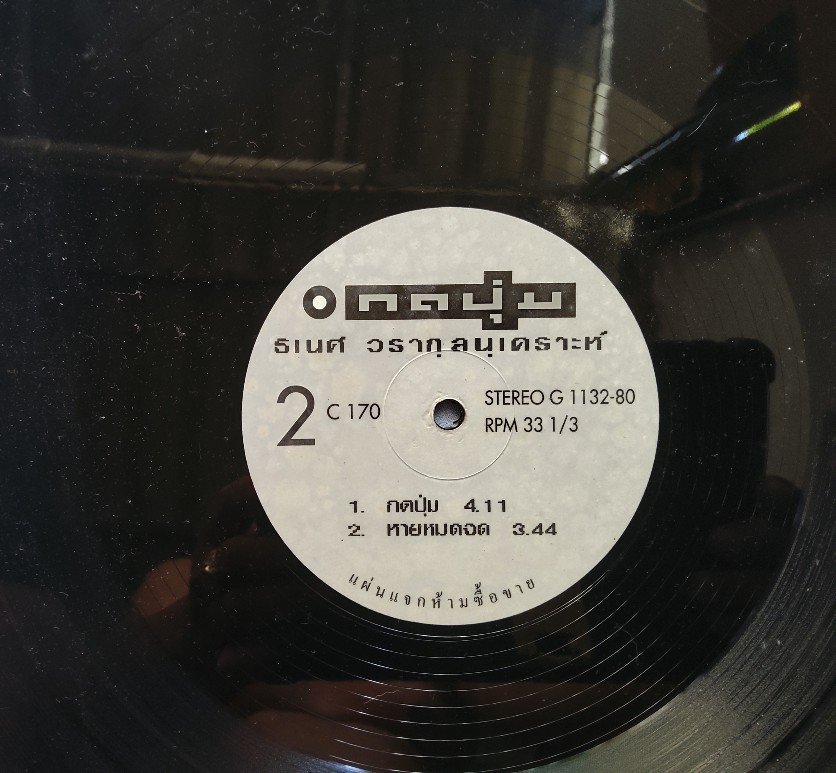 กดปุ่ม
ธเนศ วรากุลนุเคราะห์
2 C 170 STEREO G 1132-80
RPM 33 1/3
1. กดปุ่ม 4.11
2. หายหมดจด 3.44
แผ่นแจกห้ามซื้อขาย